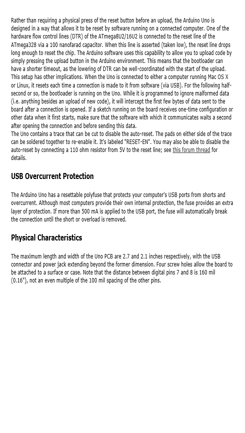 Rather than requiring a physical press of the reset button before an upload, the Arduino Uno is
designed in a way that allows it to be reset by software running on a connected computer. One of the
hardware flow control lines (DTR) of the ATmega8U2/16U2 is connected to the reset line of the
ATmega328 via a 100 nanofarad capacitor. When this line is asserted (taken low), the reset line drops
long enough to reset the chip. The Arduino software uses this capability to allow you to upload code by
simply pressing the upload button in the Arduino environment. This means that the bootloader can
have a shorter timeout, as the lowering of DTR can be well-coordinated with the start of the upload.
This setup has other implications. When the Uno is connected to either a computer running Mac OS X
or Linux, it resets each time a connection is made to it from software (via USB). For the following half-
second or so, the bootloader is running on the Uno. While it is programmed to ignore malformed data
(i.e. anything besides an upload of new code), it will intercept the first few bytes of data sent to the
board after a connection is opened. If a sketch running on the board receives one-time configuration or
other data when it first starts, make sure that the software with which it communicates waits a second
after opening the connection and before sending this data.
The Uno contains a trace that can be cut to disable the auto-reset. The pads on either side of the trace
can be soldered together to re-enable it. It's labeled "RESET-EN". You may also be able to disable the
auto-reset by connecting a 110 ohm resistor from 5V to the reset line; see this forum thread for
details.
USB Overcurrent Protection
The Arduino Uno has a resettable polyfuse that protects your computer's USB ports from shorts and
overcurrent. Although most computers provide their own internal protection, the fuse provides an extra
layer of protection. If more than 500 mA is applied to the USB port, the fuse will automatically break
the connection until the short or overload is removed.
Physical Characteristics
The maximum length and width of the Uno PCB are 2.7 and 2.1 inches respectively, with the USB
connector and power jack extending beyond the former dimension. Four screw holes allow the board to
be attached to a surface or case. Note that the distance between digital pins 7 and 8 is 160 mil
(0.16"), not an even multiple of the 100 mil spacing of the other pins.